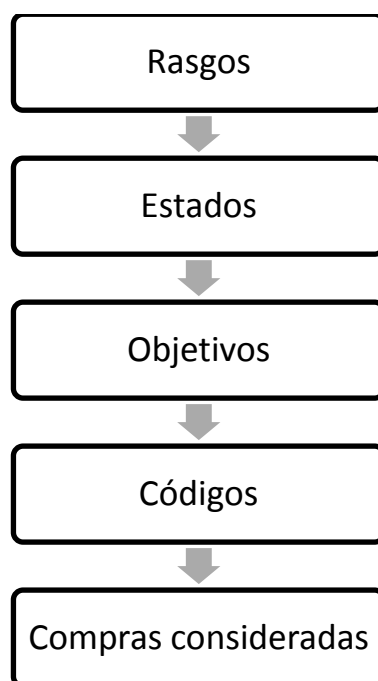 Rasgos
Estados
Objetivos
Códigos
Compras consideradas